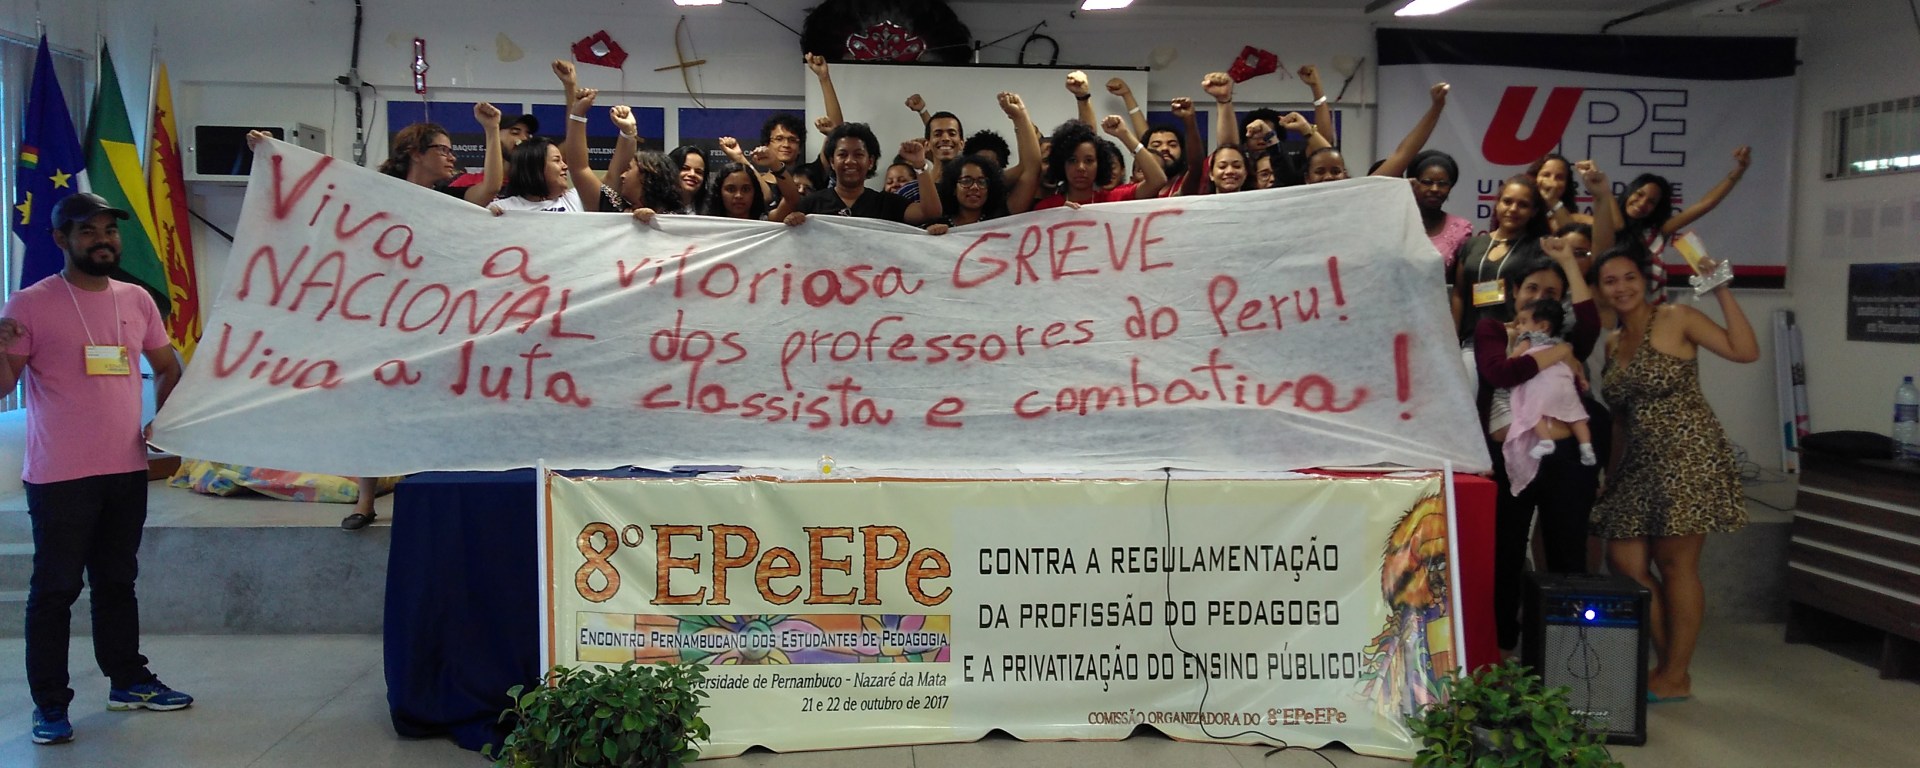 Viva a vitoriosa GREVE
NACIONAL dos professores do Peru!
Viva a luta classista e combativa!
UPE
8º EPeEPe
ENCONTRO PERNAMBUCANO DOS ESTUDANTES DE PEDAGOGIA
de Pernambuco - Nazaré da Mata
21 e 22 de outubro de 2017
CONTRA A REGULAMENTAÇÃO
DA PROFISSÃO DO PEDAGOGO
E A PRIVATIZAÇÃO DO ENSINO PÚBLICO!
COMISSÃO ORGANIZADORA DO 8º EPeEPe